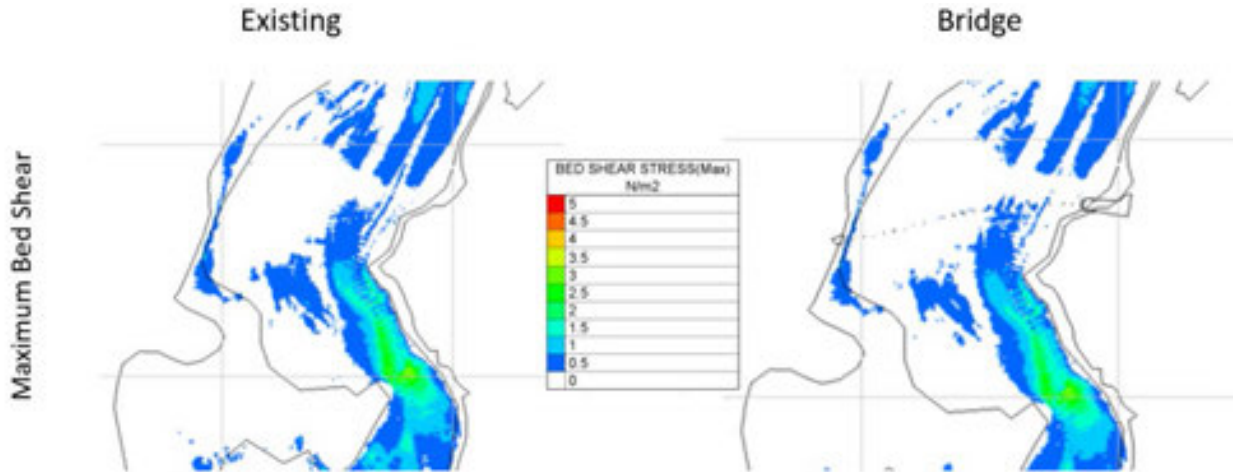 Existing
Bridge
Maximum Bed Shear
BED SHEAR STRESS(Max)
N/m2
5
4.5
4
3.5
3
2.5
2
1.5
1
0.5
0